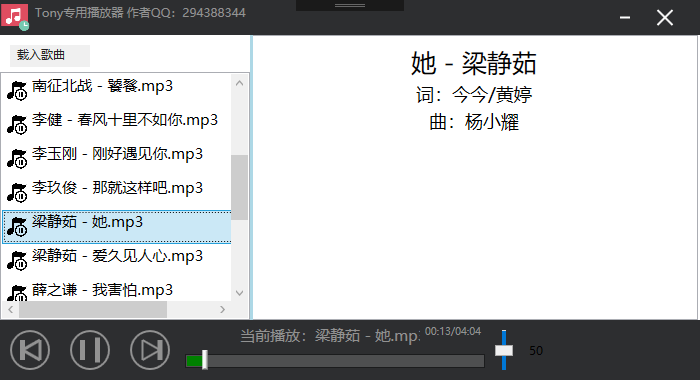 Tony专用播放器 作者QQ：294388344
载入歌曲
南征北战 - 饕餮.mp3
李健 - 春风十里不如你.mp3
李玉刚 - 刚好遇见你.mp3
李玖俊 - 那就这样吧.mp3
梁静茹 - 她.mp3
梁静茹 - 爱久见人心.mp3
薛之谦 - 我害怕.mp3
她 - 梁静茹
词：今今/黄婷
曲：杨小耀
当前播放：梁静茹 - 她.mp
00:13/04:04
50